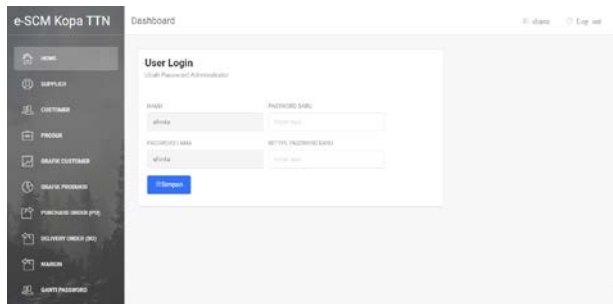 e-SCM Kopa TTN
Dashboard
Log out
HOME
SUPPLIER
CUSTOMER
PRODUK
GRAFIK CUSTOMER
GRAFIK PRODUKSI
PURCHASE ORDER (PO)
DELIVERY ORDER (DO)
MARGIN
GANTI PASSWORD
User Login
Ubah Password Administrator
NAMA
PASSWORD BARU
PASSWORD LAMA
RETYPE PASSWORD BARU
Simpan